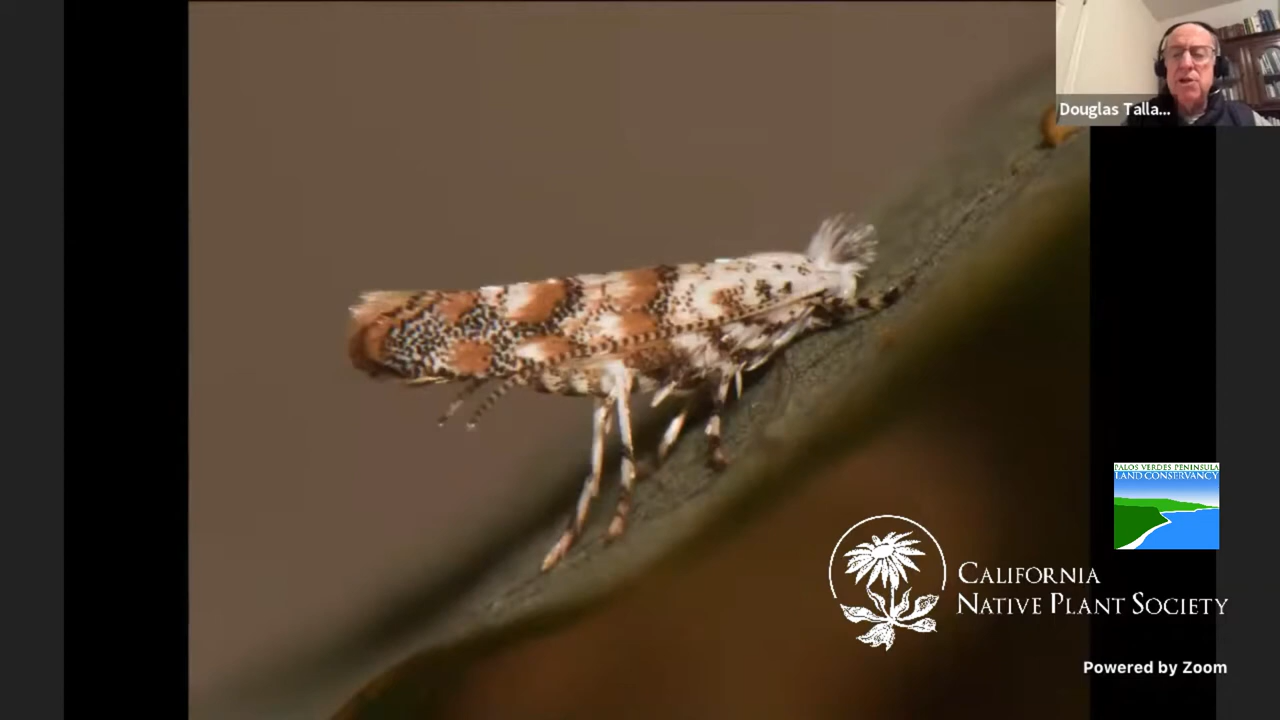 Douglas Talla...
PALOS VERDES PENINSULA
LAND CONSERVANCY
CALIFORNIA
NATIVE PLANT SOCIETY
Powered by Zoom